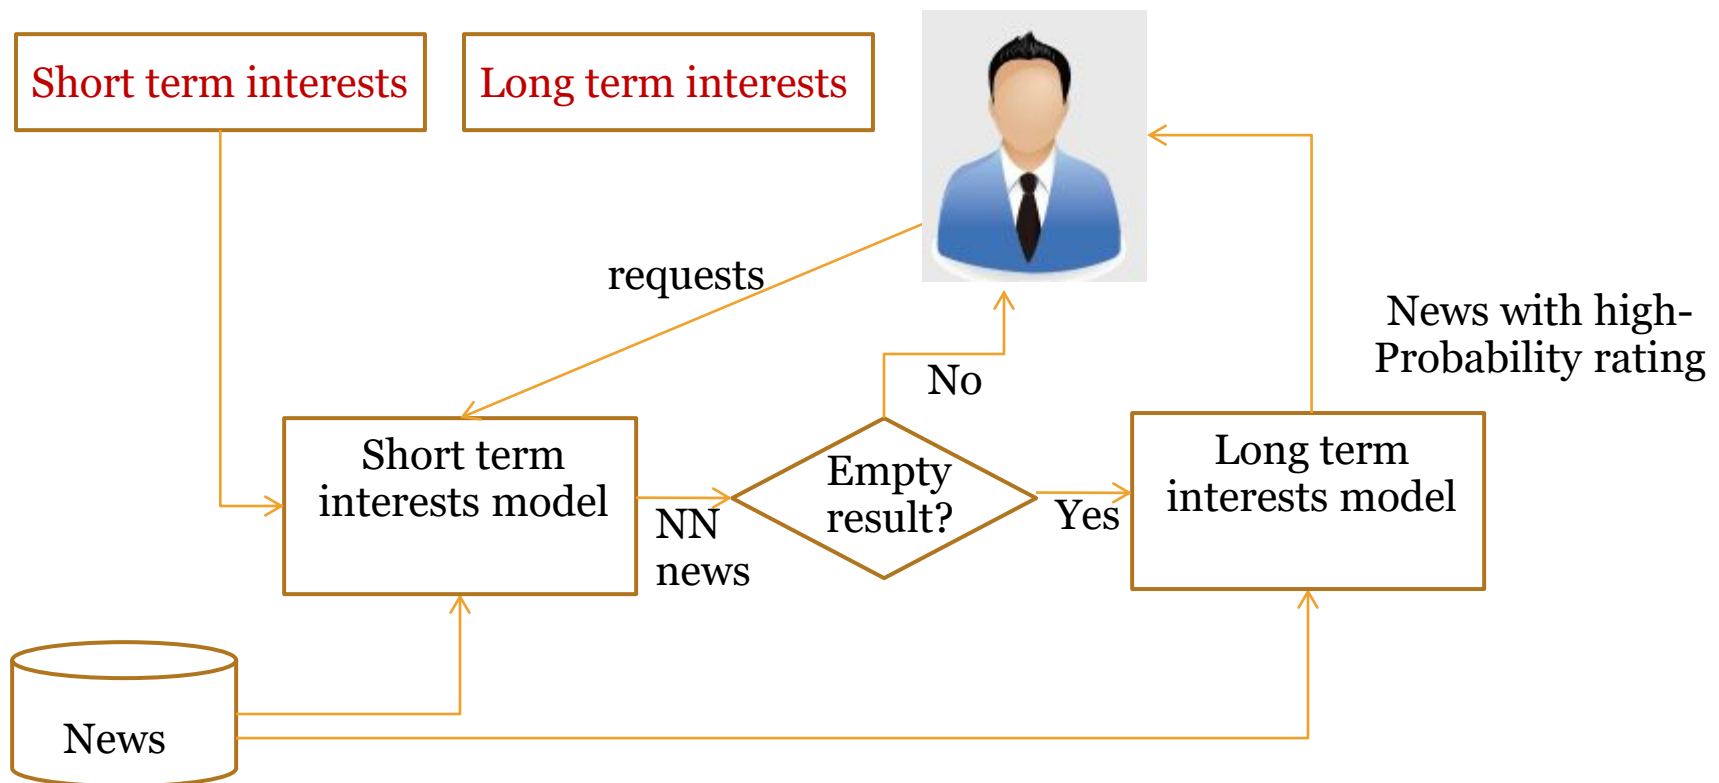 Short term interests
Long term interests
requests
News with high-
Probability rating
No
Short term
interests model
Empty
result?
Long term
interests model
NN
news
Yes
News